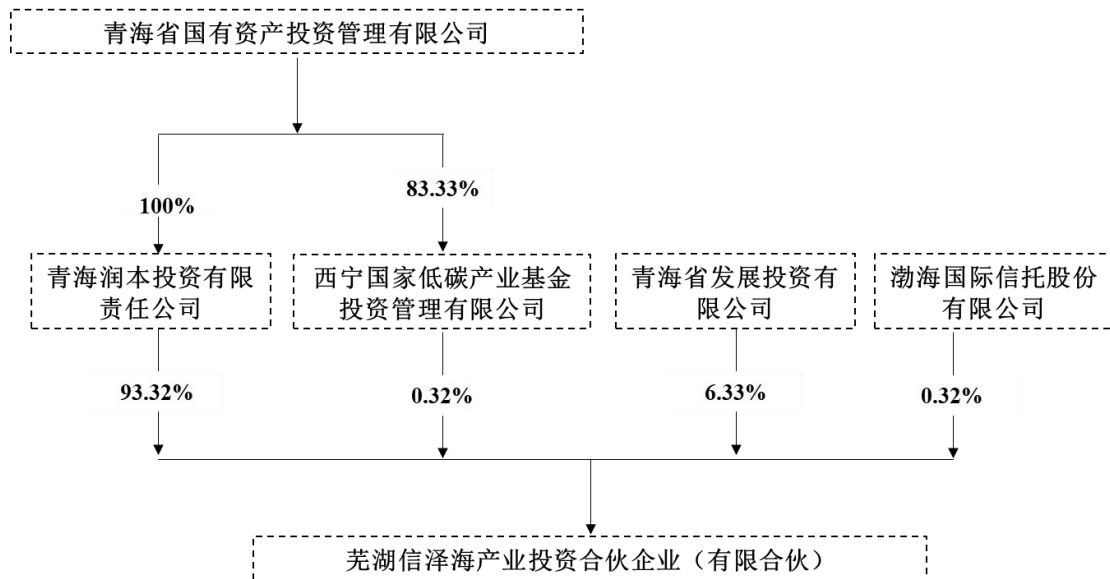 青海省国有资产投资管理有限公司
83.33%
100%
青海润本投资有限
责任公司
西宁国家低碳产业基金
投资管理有限公司
青海省发展投资有
限公司
渤海国际信托股份
有限公司
93.32%
0.32%
6.33%
0.32%
芜湖信泽海产业投资合伙企业（有限合伙）